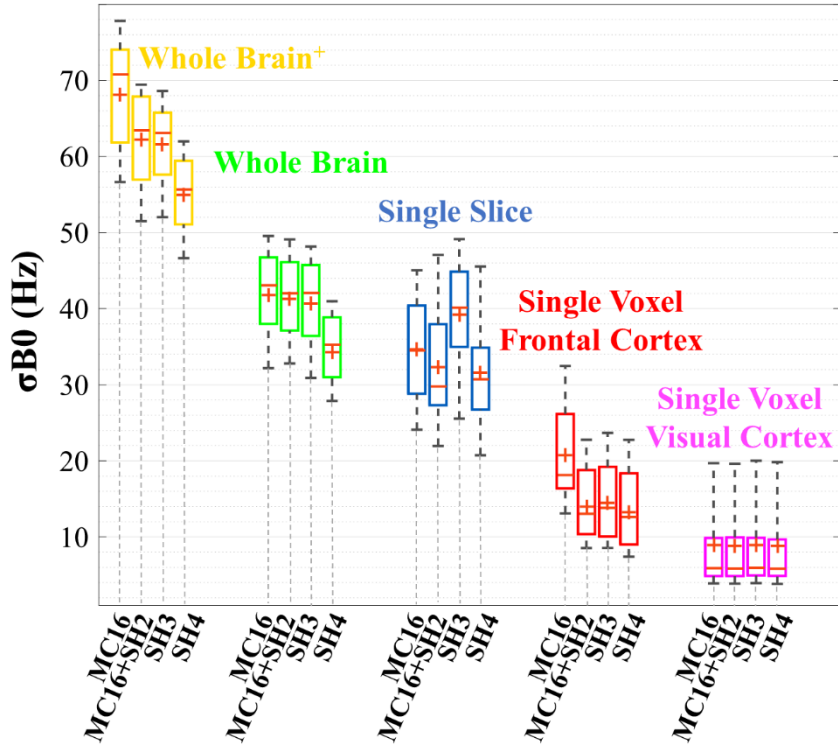 Whole Brain+
Whole Brain
Single Slice
Single Voxel
Frontal Cortex
Single Voxel
Visual Cortex
σB0 (Hz)
70
60
50
40
30
20
10
MC16
MC16+SH2
SH3
SH4
MC16
MC16+SH2
SH3
SH4
MC16
MC16+SH2
SH3
SH4
MC16
MC16+SH2
SH3
SH4
MC16
MC16+SH2
SH3
SH4